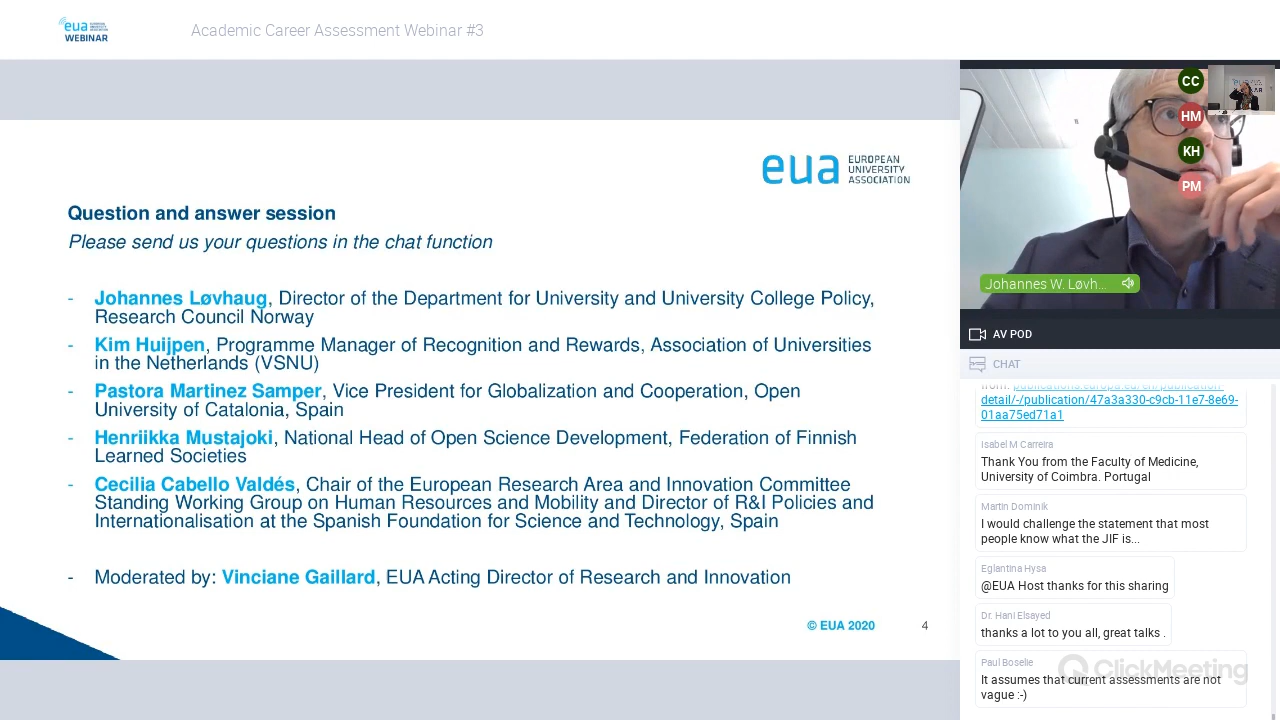 eua EUROPEAN UNIVERSITY ASSOCIATION
WEBINAR
Academic Career Assessment Webinar #3
eua EUROPEAN
UNIVERSITY
ASSOCIATION
Question and answer session
Please send us your questions in the chat function
- Johannes Løvhaug, Director of the Department for University and University College Policy,
Research Council Norway
- Kim Huijpen, Programme Manager of Recognition and Rewards, Association of Universities
in the Netherlands (VSNU)
- Pastora Martinez Samper, Vice President for Globalization and Cooperation, Open
University of Catalonia, Spain
- Henriikka Mustajoki, National Head of Open Science Development, Federation of Finnish
Learned Societies
- Cecilia Cabello Valdés, Chair of the European Research Area and Innovation Committee
Standing Working Group on Human Resources and Mobility and Director of R&I Policies and
Internationalisation at the Spanish Foundation for Science and Technology, Spain
- Moderated by: Vinciane Gaillard, EUA Acting Director of Research and Innovation
© EUA 2020
4
CC
HM
KH
PM
Johannes W. Løvh...
AV POD
CHAT
from: publications.europa.eu/en/publication-
detail/-/publication/47a3a330-c9cb-11e7-8e69-
01aa75ed71a1
Isabel M Carreira
Thank You from the Faculty of Medicine,
University of Coimbra. Portugal
Martin Dominik
I would challenge the statement that most
people know what the JIF is...
Eglantina Hysa
@EUA Host thanks for this sharing
Dr. Hani Elsayed
thanks a lot to you all, great talks .
Paul Boselie
It assumes that current assessments are not
vague :-)
ClickMeeting